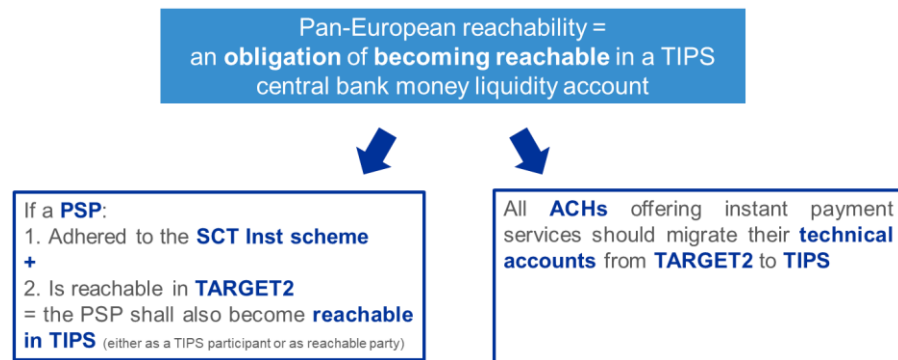 Pan-European reachability =
an obligation of becoming reachable in a TIPS
central bank money liquidity account
If a PSP:
1. Adhered to the SCT Inst scheme
+
2. Is reachable in TARGET2
= the PSP shall also become reachable
in TIPS (either as a TIPS participant or as reachable party)
All ACHs offering instant payment
services should migrate their technical
accounts from TARGET2 to TIPS